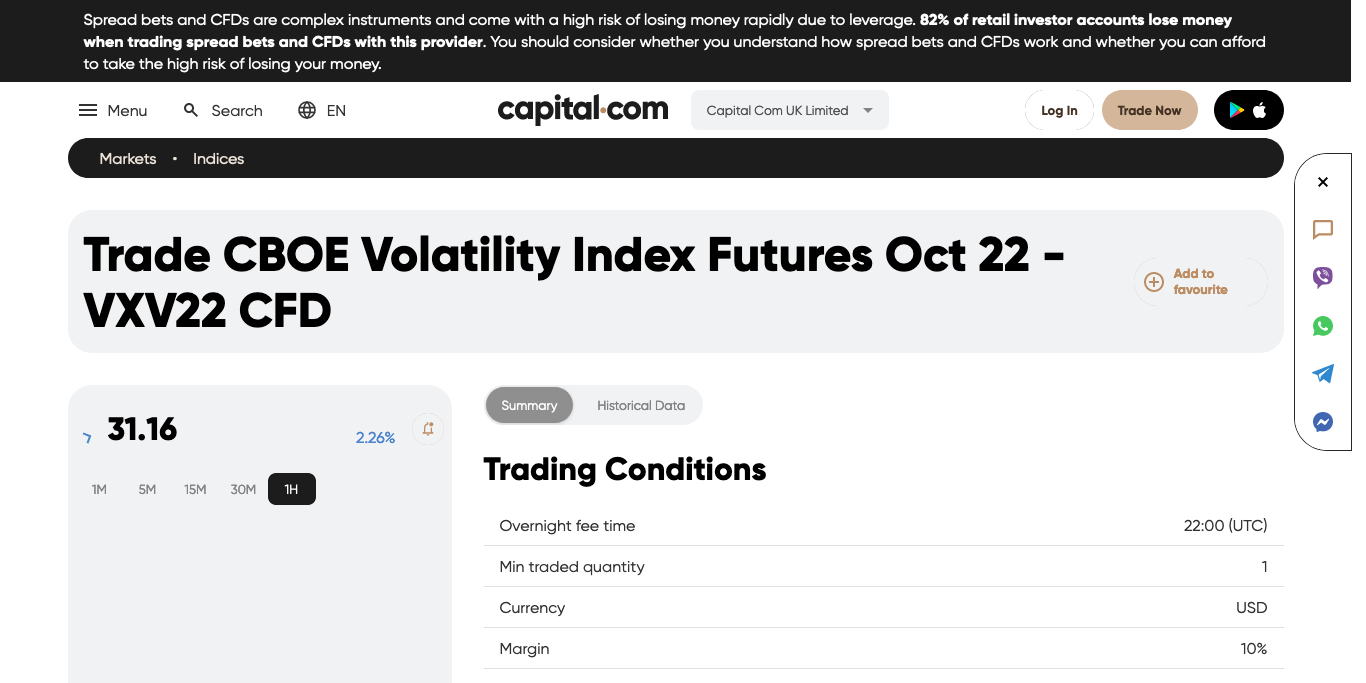 Spread bets and CFDs are complex instruments and come with a high risk of losing money rapidly due to leverage. 82% of retail investor accounts lose money
when trading spread bets and CFDs with this provider. You should consider whether you understand how spread bets and CFDs work and whether you can afford
to take the high risk of losing your money.
Menu Search EN capital.com Capital Com UK Limited Log In Trade Now
Markets • Indices
Trade CBOE Volatility Index Futures Oct 22 -
VXV22 CFD
Add to
favourite
31.16 2.26%
1M 5M 15M 30M 1H
Summary Historical Data
Trading Conditions
Overnight fee time 22:00 (UTC)
Min traded quantity 1
Currency USD
Margin 10%